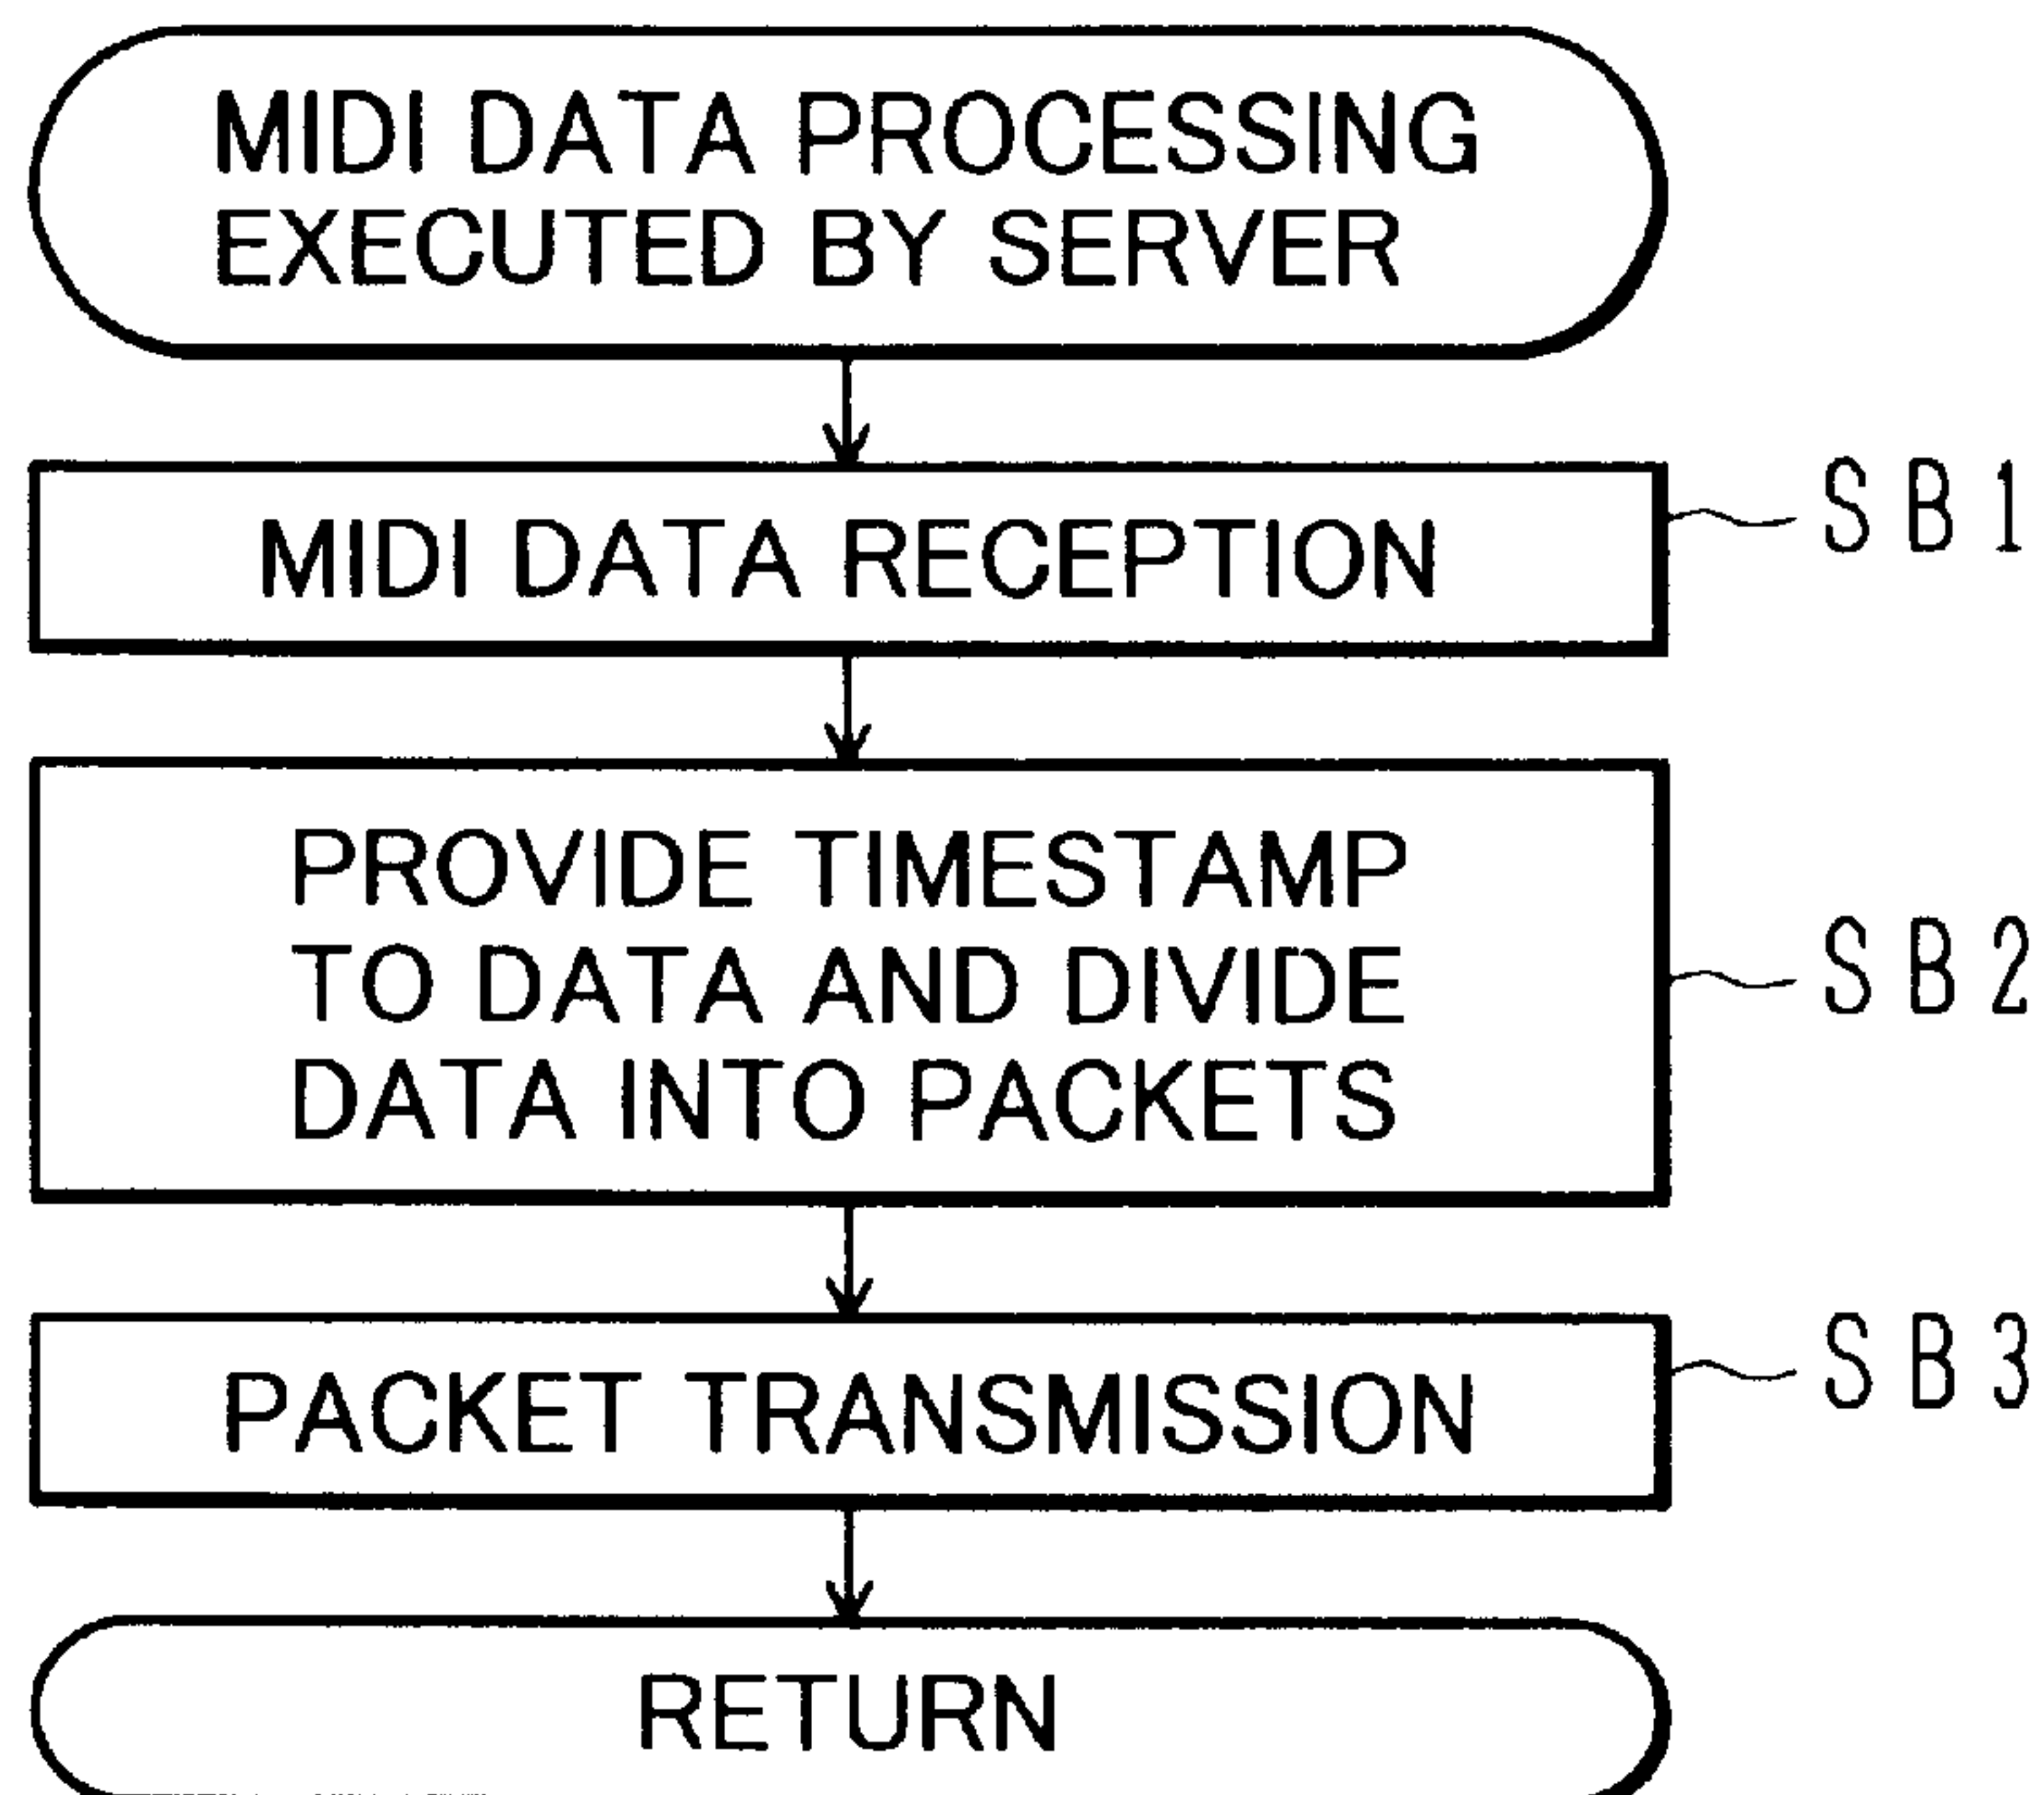 MIDI DATA PROCESSING
EXECUTED BY SERVER
MIDI DATA RECEPTION
SB1
PROVIDE TIMESTAMP
TO DATA AND DIVIDE
DATA INTO PACKETS
SB2
PACKET TRANSMISSION
SB3
RETURN